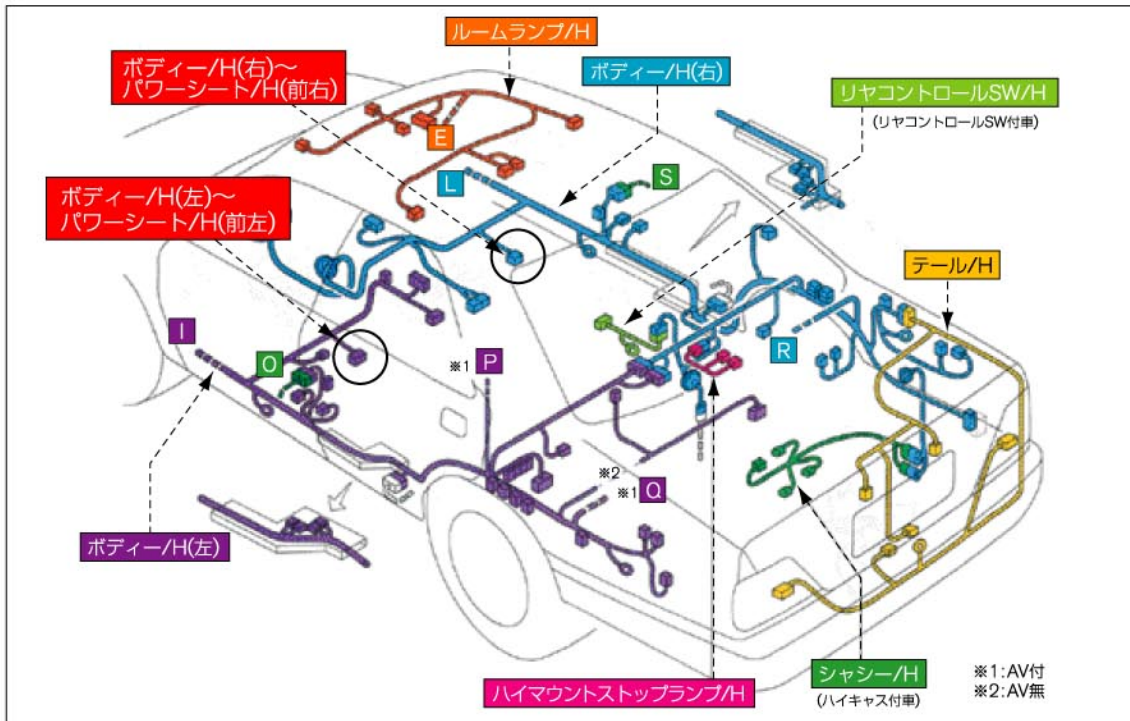 ルームランプ/H
ボディー/H(右)～
パワーシート/H(前右)
ボディー/H(右)
リヤコントロールSW/H
(リヤコントロールSW付車)
E
L
S
ボディー/H(左)～
パワーシート/H(前左)
テール/H
I
O
※1 P
R
※2
※1 Q
ボディー/H(左)
ハイマウントストップランプ/H
シャシー/H
(ハイキャス付車)
※1:AV付
※2:AV無